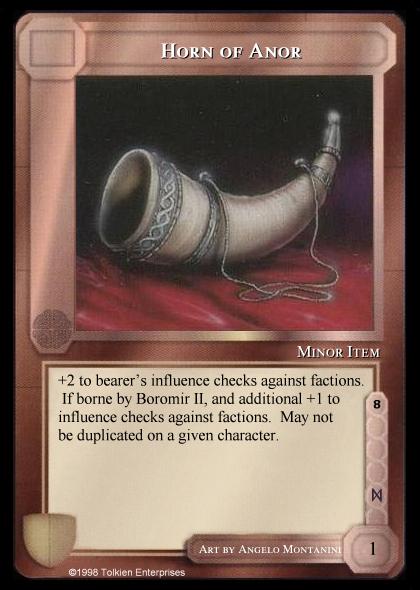 HORN OF ANOR
MINOR ITEM
+2 to bearer's influence checks against factions.
If borne by Boromir II, and additional +1 to
influence checks against factions.  May not
be duplicated on a given character.
8
ᛞ
ART BY ANGELO MONTANINI
1
©1998 Tolkien Enterprises